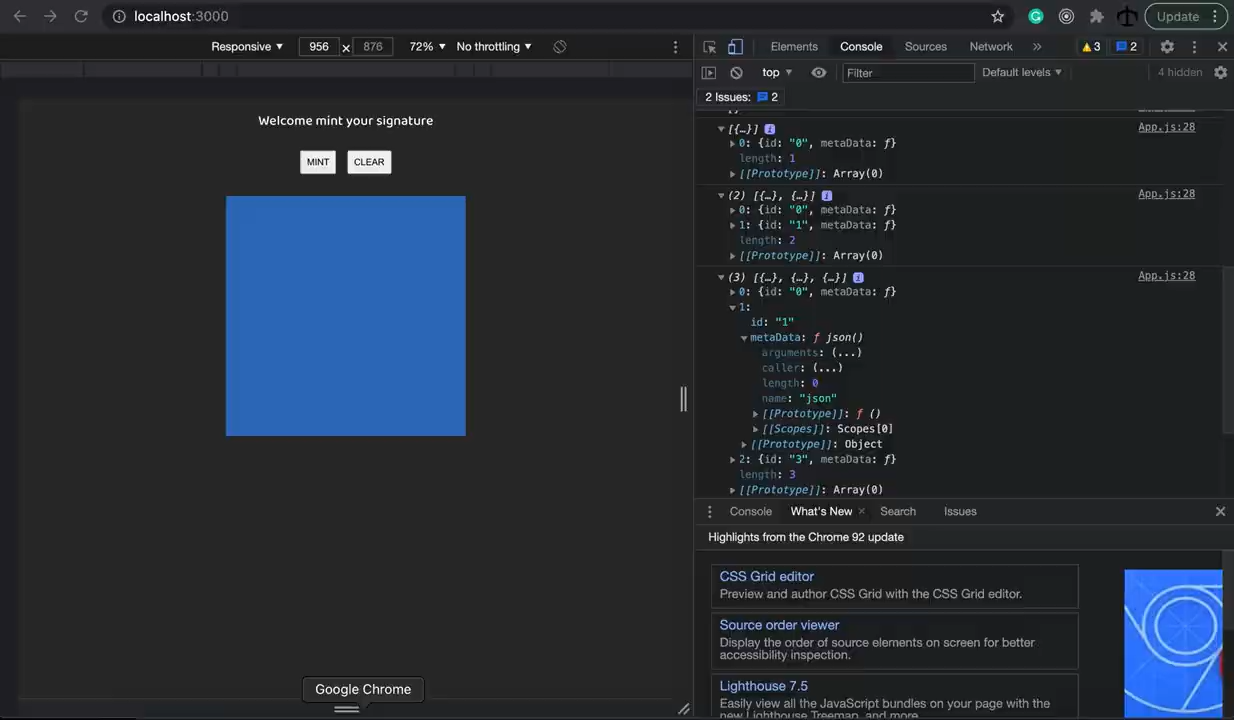 localhost:3000
Update
Responsive 956 × 876 72% No throttling
Elements Console Sources Network » 3 2
top Filter Default levels 4 hidden
2 Issues: 2
Welcome mint your signature
MINT CLEAR
[{…}] i App.js:28
0: {id: "0", metaData: ƒ}
length: 1
[[Prototype]]: Array(0)
(2) [{…}, {…}] i App.js:28
0: {id: "0", metaData: ƒ}
1: {id: "1", metaData: ƒ}
length: 2
[[Prototype]]: Array(0)
(3) [{…}, {…}, {…}] i App.js:28
0: {id: "0", metaData: ƒ}
1:
id: "1"
metaData: ƒ json()
arguments: (...)
caller: (...)
length: 0
name: "json"
[[Prototype]]: ƒ ()
[[Scopes]]: Scopes[0]
[[Prototype]]: Object
2: {id: "3", metaData: ƒ}
length: 3
[[Prototype]]: Array(0)
Console What's New × Search Issues
Highlights from the Chrome 92 update
CSS Grid editor
Preview and author CSS Grid with the CSS Grid editor.
Source order viewer
Display the order of source elements on screen for better
accessibility inspection.
Lighthouse 7.5
Easily view all the JavaScript bundles on your page with the
new Lighthouse Treemap, and more
Google Chrome